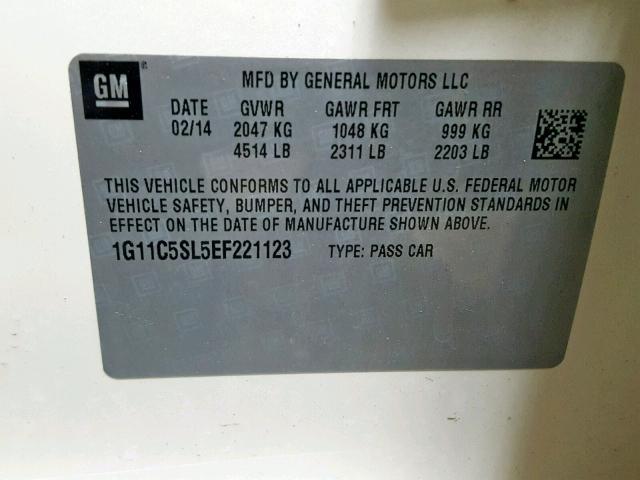 GM®
MFD BY GENERAL MOTORS LLC
DATE GVWR GAWR FRT GAWR RR
02/14 2047 KG 1048 KG 999 KG
4514 LB 2311 LB 2203 LB
THIS VEHICLE CONFORMS TO ALL APPLICABLE U.S. FEDERAL MOTOR
VEHICLE SAFETY, BUMPER, AND THEFT PREVENTION STANDARDS IN
EFFECT ON THE DATE OF MANUFACTURE SHOWN ABOVE.
1G11C5SL5EF221123 TYPE: PASS CAR